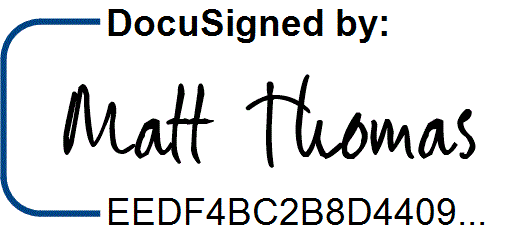 DocuSigned by:
Matt Thomas
EEDF4BC2B8D4409...